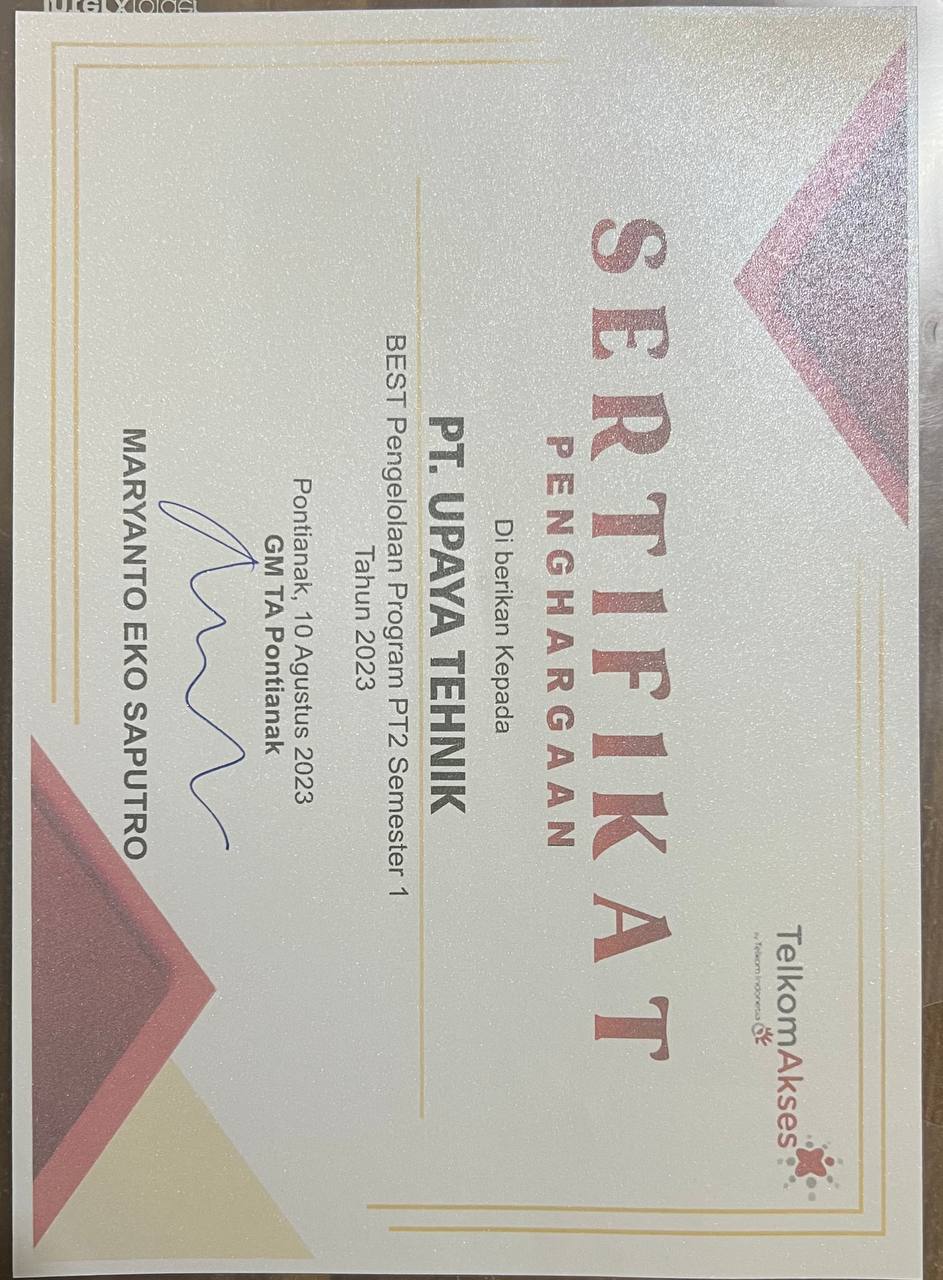 TelkomAkses
by Telkom Indonesia
SERTIFIKAT
PENGHARGAAN
Di berikan Kepada
PT. UPAYA TEHNIK
BEST Pengelolaan Program PT2 Semester 1
Tahun 2023
Pontianak, 10 Agustus 2023
GM TA Pontianak
MARYANTO EKO SAPUTRO